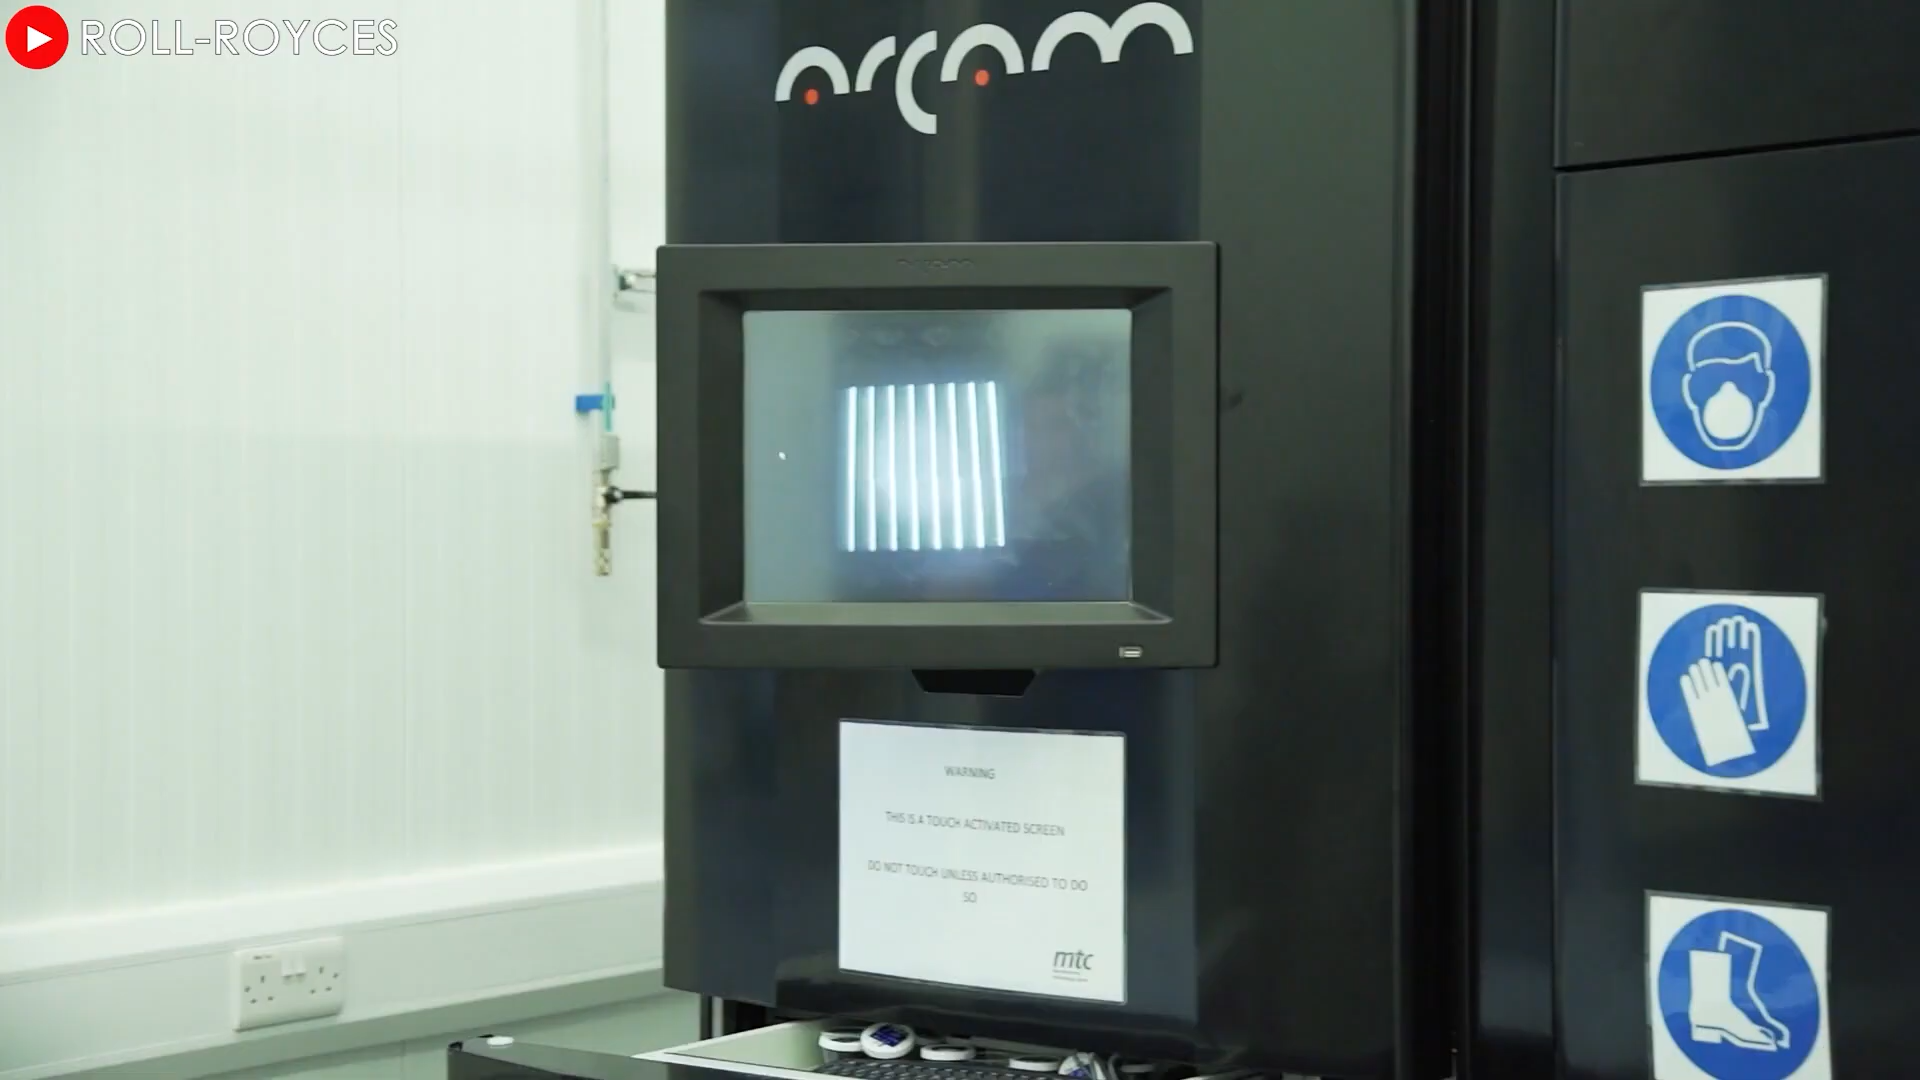 ROLL-ROYCES
arcam
WARNING
THIS IS A TOUCH ACTIVATED SCREEN
DO NOT TOUCH UNLESS AUTHORISED TO DO
SO
mtc